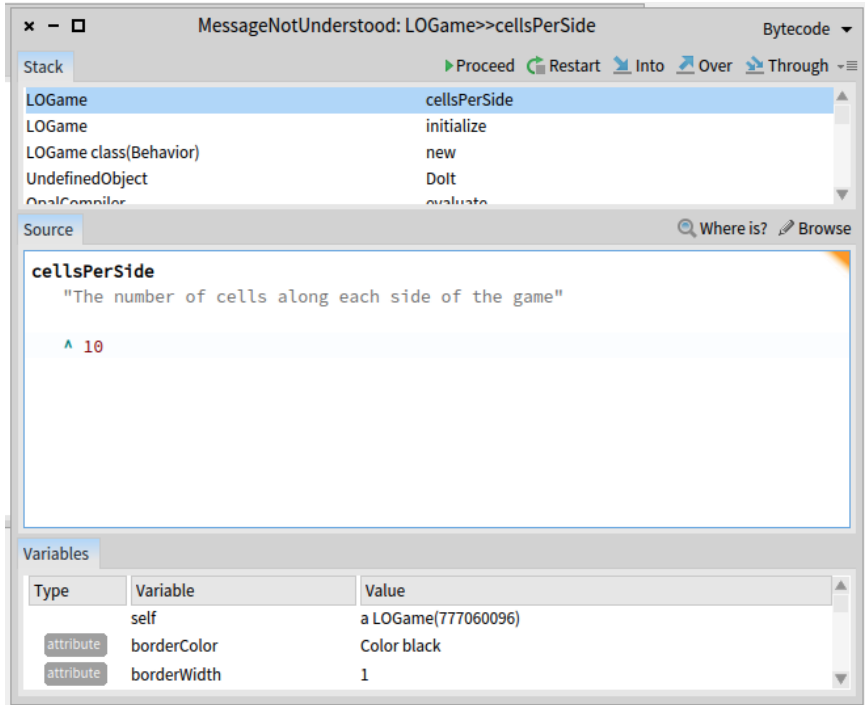 MessageNotUnderstood: LOGame>>cellsPerSide Bytecode
Stack Proceed Restart Into Over Through
LOGame cellsPerSide
LOGame initialize
LOGame class(Behavior) new
UndefinedObject DoIt
OpalCompiler evaluate
Source Where is? Browse
cellsPerSide
"The number of cells along each side of the game"
^ 10
Variables
Type Variable Value
self a LOGame(777060096)
attribute borderColor Color black
attribute borderWidth 1